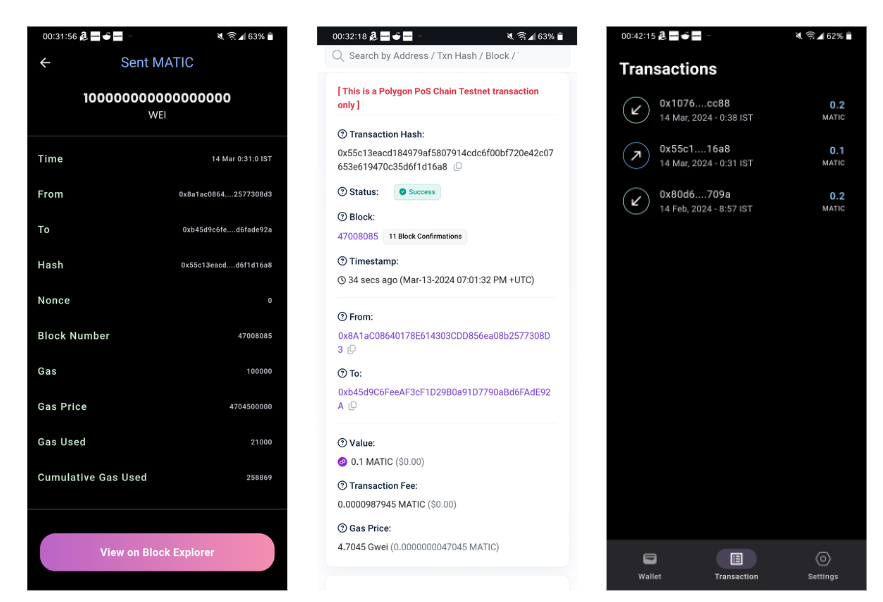 00:31:56
63%
Sent MATIC
100000000000000000
WEI
Time 14 Mar 0:31:0 IST
From 0x8a1ac0864....2577308d3
To 0xb45d9c6fe....d6fade92a
Hash 0x55c13eacd....d6f1d16a8
Nonce 0
Block Number 47008085
Gas 100000
Gas Price 4704500000
Gas Used 21000
Cumulative Gas Used 258869
View on Block Explorer
00:32:18
63%
Search by Address / Txn Hash / Block /
[ This is a Polygon PoS Chain Testnet transaction
only ]
Transaction Hash:
0x55c13eacd184979af5807914cdc6f00bf720e42c07
653e619470c35d6f1d16a8
Status: Success
Block:
47008085 11 Block Confirmations
Timestamp:
34 secs ago (Mar-13-2024 07:01:32 PM +UTC)
From:
0x8A1aC08640178E614303CDD856ea08b2577308D
3
To:
0xb45d9C6FeeAF3cF1D29B0a91D7790aBd6FAdE92
A
Value:
0.1 MATIC ($0.00)
Transaction Fee:
0.0000987945 MATIC ($0.00)
Gas Price:
4.7045 Gwei (0.0000000047045 MATIC)
00:42:15
62%
Transactions
0x1076....cc88 0.2
14 Mar, 2024 - 0:38 IST MATIC
0x55c1....16a8 0.1
14 Mar, 2024 - 0:31 IST MATIC
0x80d6....709a 0.2
14 Feb, 2024 - 8:57 IST MATIC
Wallet Transaction Settings